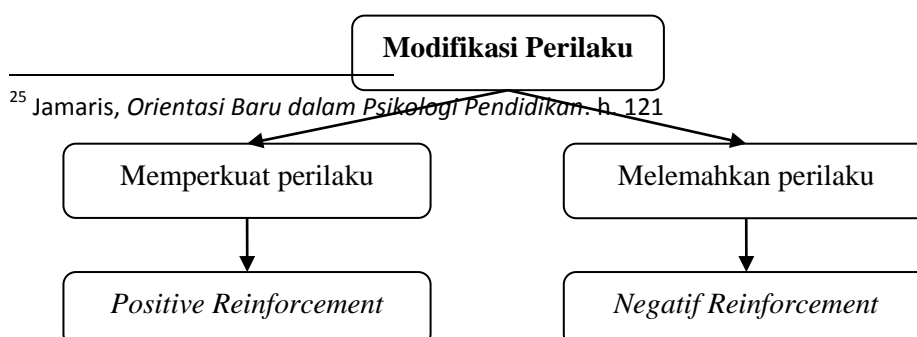 Modifikasi Perilaku
25 Jamaris, Orientasi Baru dalam Psikologi Pendidikan. h. 121
Memperkuat perilaku
Melemahkan perilaku
Positive Reinforcement
Negatif Reinforcement